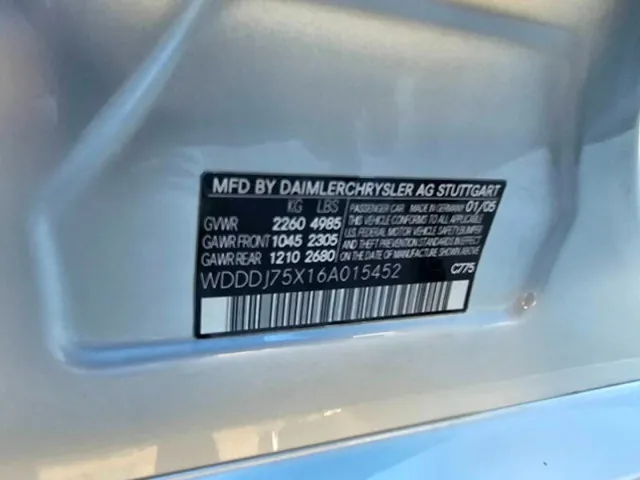 MFD BY DAIMLERCHRYSLER AG STUTTGART
KG LBS PASSENGER CAR MADE IN GERMANY 01/05
GVWR 2260 4985 THIS VEHICLE CONFORMS TO ALL APPLICABLE
GAWR FRONT 1045 2305 U.S. FEDERAL MOTOR VEHICLE SAFETY, BUMPER
GAWR REAR 1210 2680 AND THEFT PREVENTION STANDARDS IN EFFECT
ON THE DATE OF MANUFACTURE SHOWN ABOVE
WDDDJ75X16A015452 C775